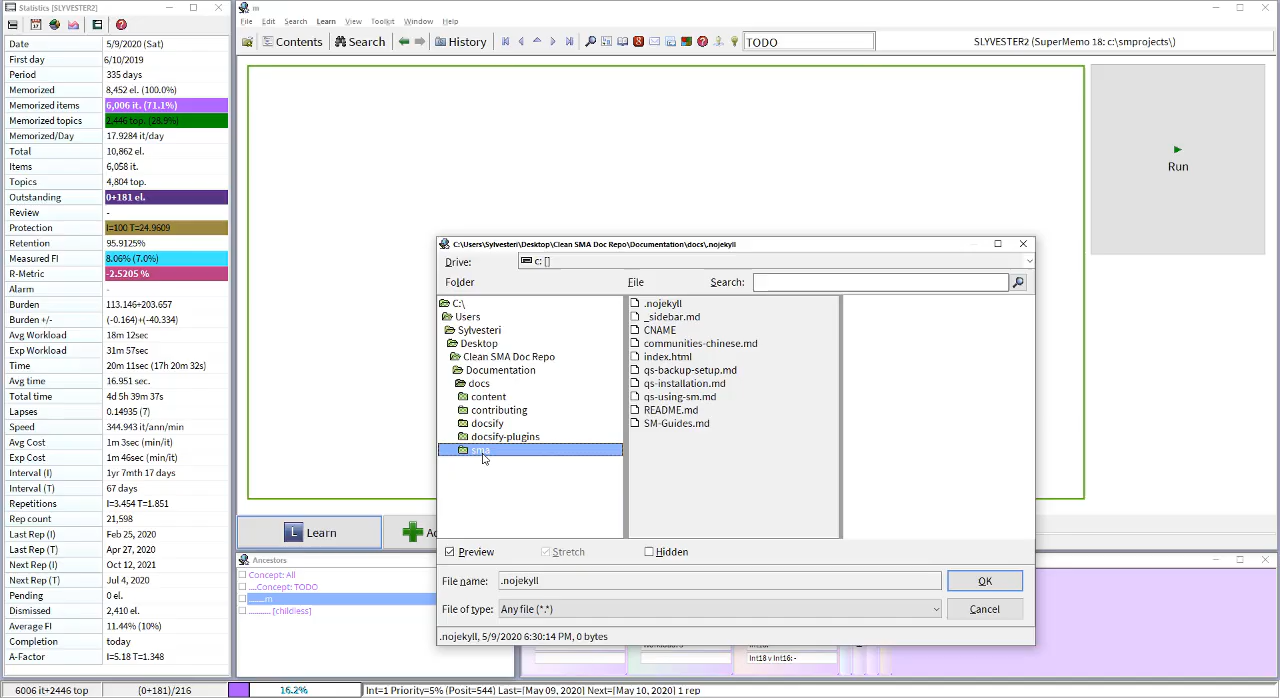 Statistics [SLYVESTER2]
Date 5/9/2020 (Sat)
First day 6/10/2019
Period 335 days
Memorized 8,452 el. (100.0%)
Memorized items 6,006 it. (71.1%)
Memorized topics 2,446 top. (28.9%)
Memorized/Day 17.9284 it/day
Total 10,862 el.
Items 6,058 it.
Topics 4,804 top.
Outstanding 0+181 el.
Review -
Protection I=100 T=24.9609
Retention 95.9125%
Measured FI 8.06% (7.0%)
R-Metric -2.5205 %
Alarm -
Burden 113.146+203.657
Burden +/- (-0.164)+(-40.334)
Avg Workload 18m 12sec
Exp Workload 31m 57sec
Time 20m 11sec (17h 20m 32s)
Avg time 16.951 sec.
Total time 4d 5h 39m 37s
Lapses 0.14935 (7)
Speed 344.943 it/ann/min
Avg Cost 1m 3sec (min/it)
Exp Cost 1m 46sec (min/it)
Interval (I) 1yr 7mth 17 days
Interval (T) 67 days
Repetitions I=3.454 T=1.851
Rep count 21,598
Last Rep (I) Feb 25, 2020
Last Rep (T) Apr 27, 2020
Next Rep (I) Oct 12, 2021
Next Rep (T) Jul 4, 2020
Pending 0 el.
Dismissed 2,410 el.
Average FI 11.44% (10%)
Completion today
A-Factor I=5.18 T=1.348
6006 it+2446 top (0+181)/216 16.2% Int=1 Priority=5% (Posit=544) Last=[May 09, 2020] Next=[May 10, 2020] 1 rep
m
File Edit Search Learn View Toolkit Window Help
Contents Search History TODO SLYVESTER2 (SuperMemo 18: c:\smprojects\)
Run
L Learn
Ad
Ancestors
Concept: All
....Concept: TODO
........m
............ [childless]
Int18 v Int16: -
C:\Users\Sylvesteri\Desktop\Clean SMA Doc Repo\Documentation\docs\.nojekyll
Drive: c: []
Folder File Search:
C:\
Users
Sylvesteri
Desktop
Clean SMA Doc Repo
Documentation
docs
content
contributing
docsify
docsify-plugins
sma
.nojekyll
_sidebar.md
CNAME
communities-chinese.md
index.html
qs-backup-setup.md
qs-installation.md
qs-using-sm.md
README.md
SM-Guides.md
Preview Stretch Hidden
File name: .nojekyll OK
File of type: Any file (*.*) Cancel
.nojekyll, 5/9/2020 6:30:14 PM, 0 bytes